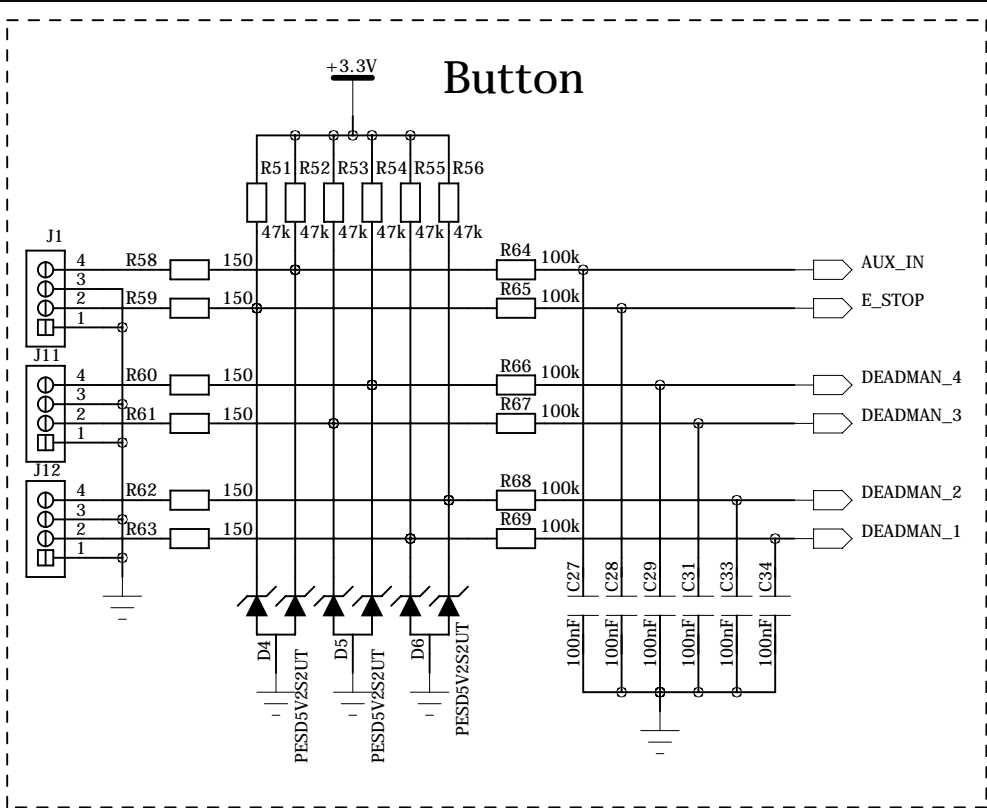 Button
+3.3V
R51 R52 R53 R54 R55 R56
47k 47k 47k 47k 47k 47k
J1
4 R58 150 R64 100k AUX_IN
3
2 R59 150 R65 100k E_STOP
1
J11
4 R60 150 R66 100k DEADMAN_4
3
2 R61 150 R67 100k DEADMAN_3
1
J12
4 R62 150 R68 100k DEADMAN_2
3
2 R63 150 R69 100k DEADMAN_1
1
C27 C28 C29 C31 C33 C34
100nF 100nF 100nF 100nF 100nF 100nF
D4 D5 D6
PESD5V2S2UT PESD5V2S2UT PESD5V2S2UT